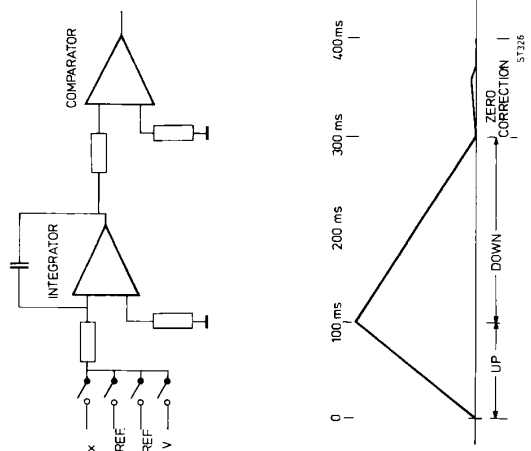 COMPARATOR
INTEGRATOR
x
REF.
REF
V
0
100 ms
200 ms
300 ms
400 ms
UP
DOWN
ZERO
CORRECTION
ST326